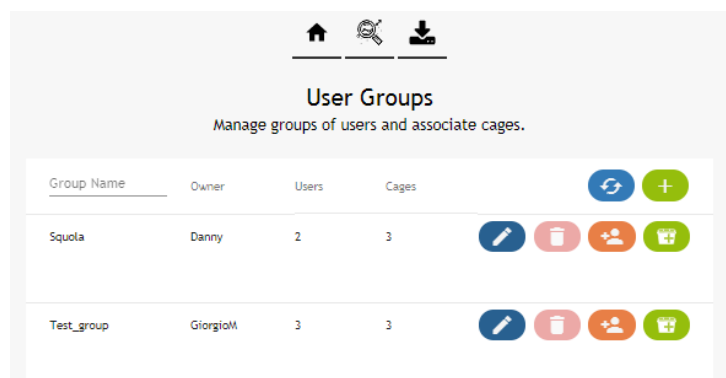 User Groups
Manage groups of users and associate cages.
Group Name Owner Users Cages
Squola Danny 2 3
Test_group GiorgioM 3 3